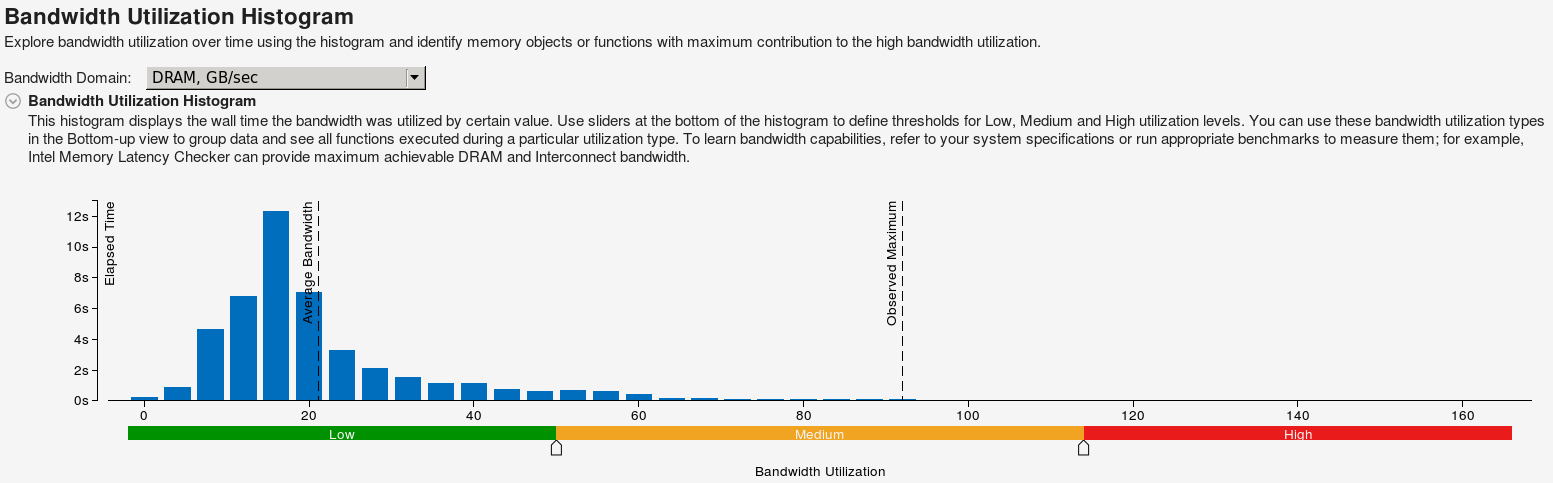 Bandwidth Utilization Histogram
Explore bandwidth utilization over time using the histogram and identify memory objects or functions with maximum contribution to the high bandwidth utilization.
Bandwidth Domain: DRAM, GB/sec
Bandwidth Utilization Histogram
This histogram displays the wall time the bandwidth was utilized by certain value. Use sliders at the bottom of the histogram to define thresholds for Low, Medium and High utilization levels. You can use these bandwidth utilization types
in the Bottom-up view to group data and see all functions executed during a particular utilization type. To learn bandwidth capabilities, refer to your system specifications or run appropriate benchmarks to measure them; for example,
Intel Memory Latency Checker can provide maximum achievable DRAM and Interconnect bandwidth.
12s
10s
8s
6s
4s
2s
0s
Elapsed Time
Average Bandwidth
Observed Maximum
0 20 40 60 80 100 120 140 160
Low Medium High
Bandwidth Utilization